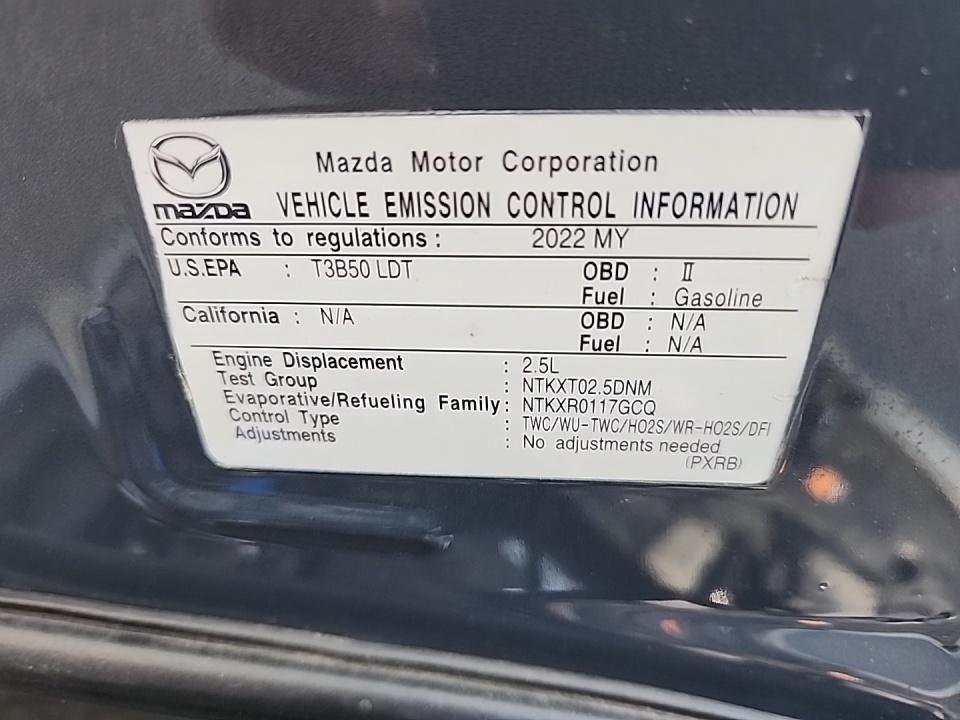 Mazda Motor Corporation
mazda VEHICLE EMISSION CONTROL INFORMATION
Conforms to regulations : 2022 MY
U.S.EPA : T3B50 LDT OBD : II
Fuel : Gasoline
California : N/A OBD : N/A
Fuel : N/A
Engine Displacement : 2.5L
Test Group : NTKXT02.5DNM
Evaporative/Refueling Family : NTKXR0117GCQ
Control Type : TWC/WU-TWC/HO2S/WR-HO2S/DFI
Adjustments : No adjustments needed
(PXRB)